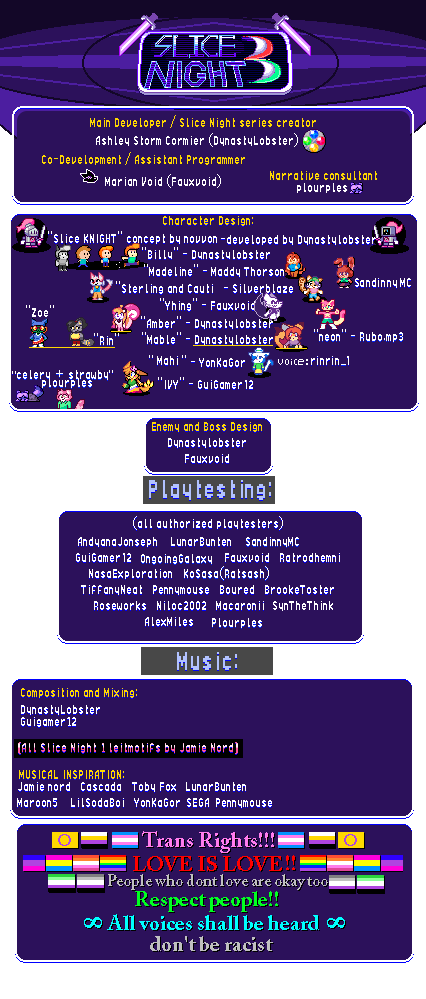 SLICE
NIGHT 3
Main Developer / Slice Night series creator
Ashley Storm Cormier (DynastyLobster)
Co-Development / Assistant Programmer
Marian Void (Fauxvoid)
Narrative consultant
plourples
Character Design:
"Slice KNIGHT" concept by novvon -developed by Dynastylobster
"Billy" - Dynastylobster
"Madeline" - Maddy Thorson
SandinnyMC
"Sterling and Cauti - Silverblaze
"Yhing" - Fauxvoid
"Zoe"
"Amber" - Dynastylobster
"Rin"
"Mable" - Dynastylobster
"neon" - Rubo.mp3
"Mahi" - YonKaGor
voice:rinrin_1
"celery + strawby"
plourples
"IVY" - GuiGamer12
Enemy and Boss Design
Dynastylobster
Fauxvoid
Playtesting:
(all authorized playtesters)
AndyanaJonseph LunarBunten SandinnyMC
GuiGamer12 OngoingGalaxy Fauxvoid Ratrodhemni
NasaExploration KoSasa(Ratsash)
TiffanyNeat Pennymouse Boured BrookeToster
Roseworks Niloc2002 Macaronii SynTheThink
AlexMiles Plourples
Music:
Composition and Mixing:
DynastyLobster
Guigamer12
(All Slice Night 1 leitmotifs by Jamie Nord)
MUSICAL INSPIRATION:
Jamie nord Cascada Toby Fox LunarBunten
Maroon5 LilSodaBoi YonKaGor SEGA Pennymouse
Trans Rights!!!
LOVE IS LOVE!!
People who dont love are okay too
Respect people!!
∞ All voices shall be heard ∞
don't be racist